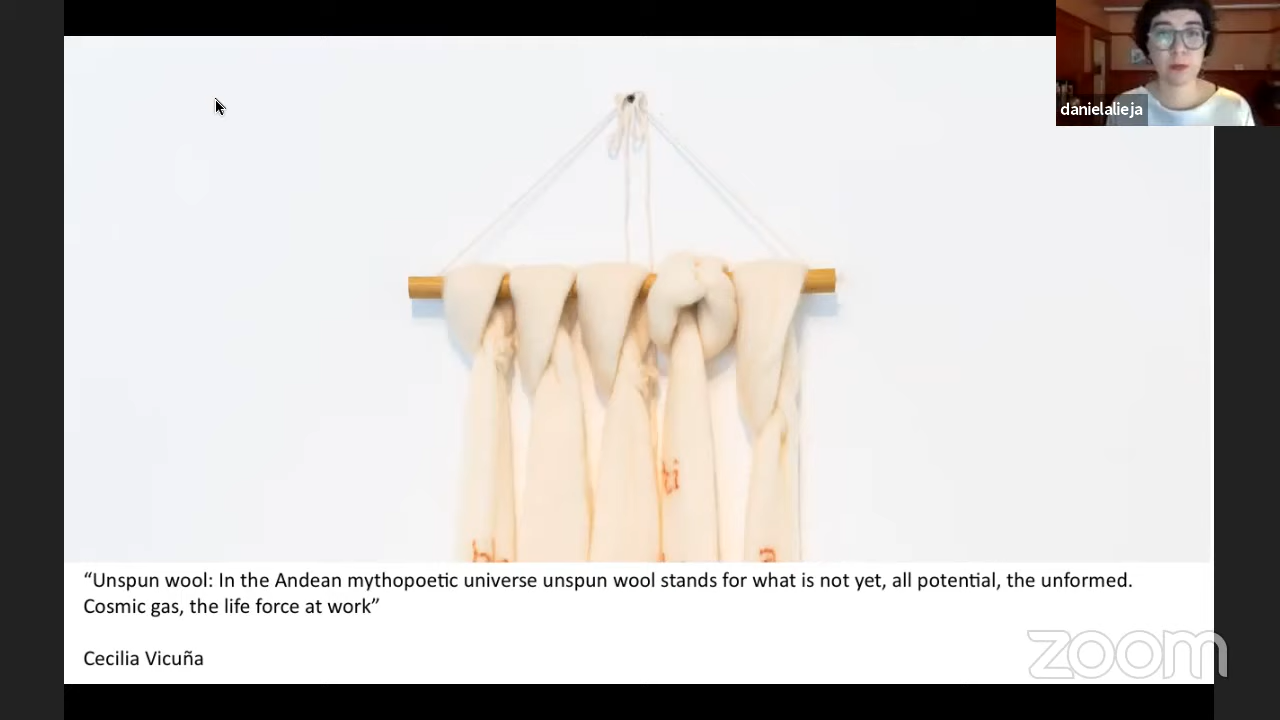 danielalieja
ti
a
"Unspun wool: In the Andean mythopoetic universe unspun wool stands for what is not yet, all potential, the unformed.
Cosmic gas, the life force at work"
Cecilia Vicuña
zoom